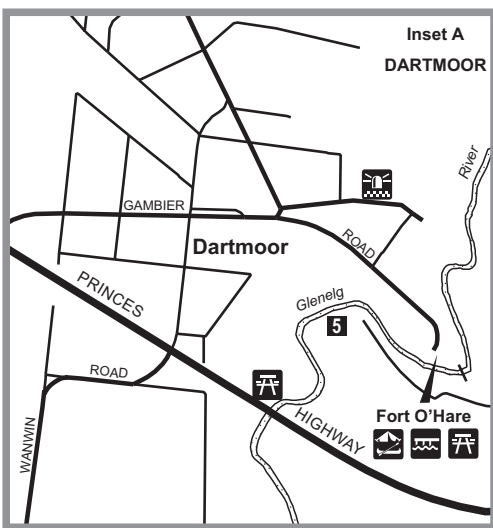 Inset A
DARTMOOR
River
GAMBIER
ROAD
Dartmoor
PRINCES
Glenelg
5
ROAD
Fort O'Hare
HIGHWAY
WANWIN